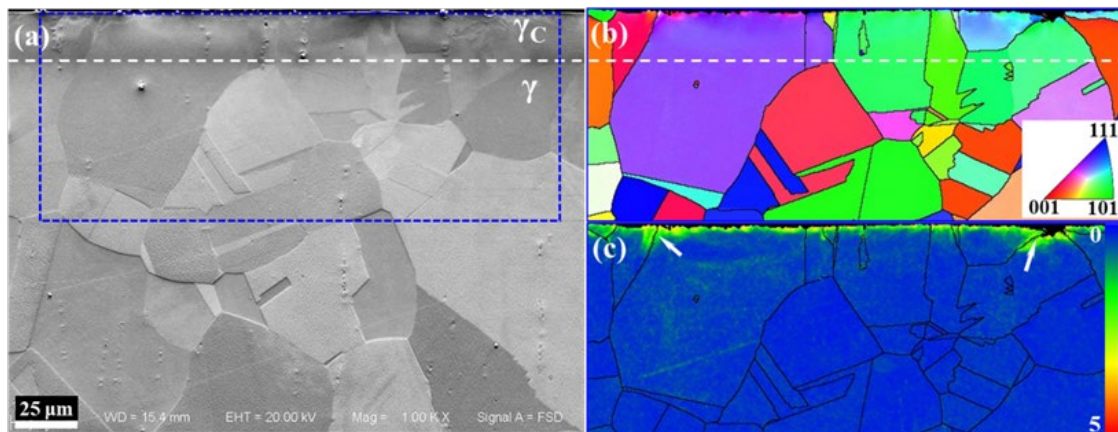 (a)
γC
γ
25 µm
WD = 15.4 mm
EHT = 20.00 kV
Mag = 1.00 K X
Signal A = FSD
(b)
111
001
101
(c)
0
5